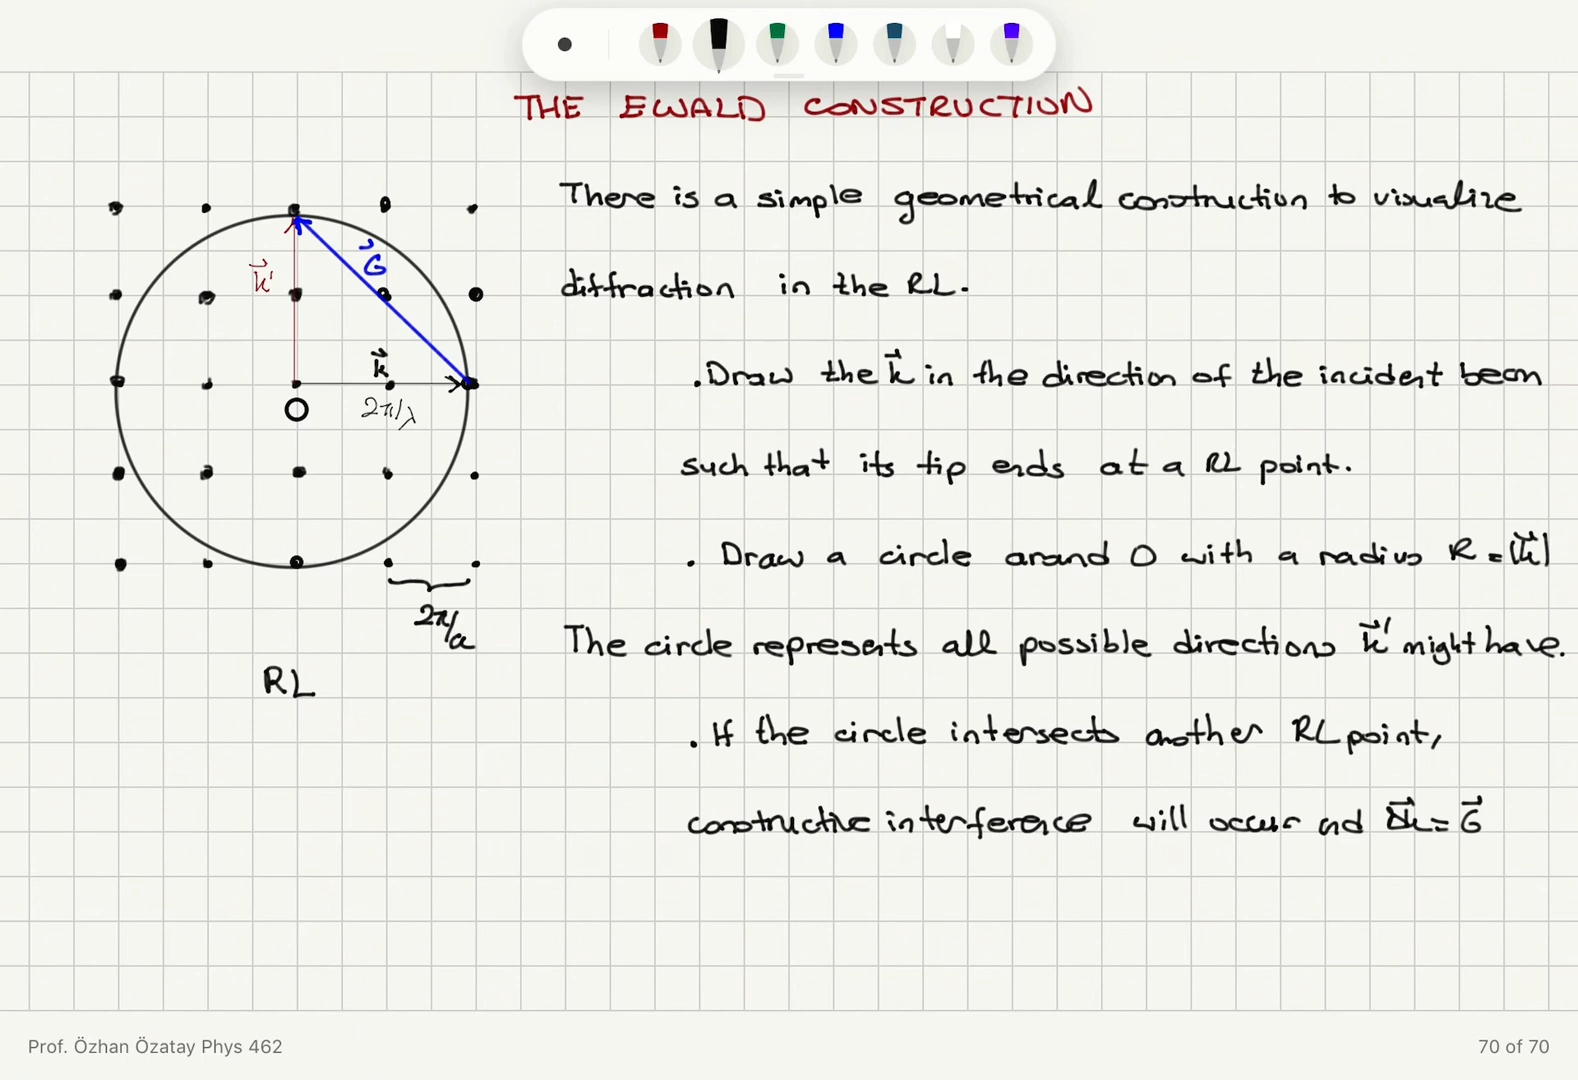 THE EWALD CONSTRUCTION
There is a simple geometrical construction to visualize
diffraction in the RL.
. Draw the k⃗ in the direction of the incident beam
such that its tip ends at a RL point.
. Draw a circle around O with a radius R = |k⃗|
The circle represents all possible directions k⃗' might have.
. If the circle intersects another RL point,
constructive interference will occur and Δk⃗ = G⃗
k⃗'
G⃗
k⃗
O
2π/λ
2π/a
RL
Prof. Özhan Özatay Phys 462
70 of 70